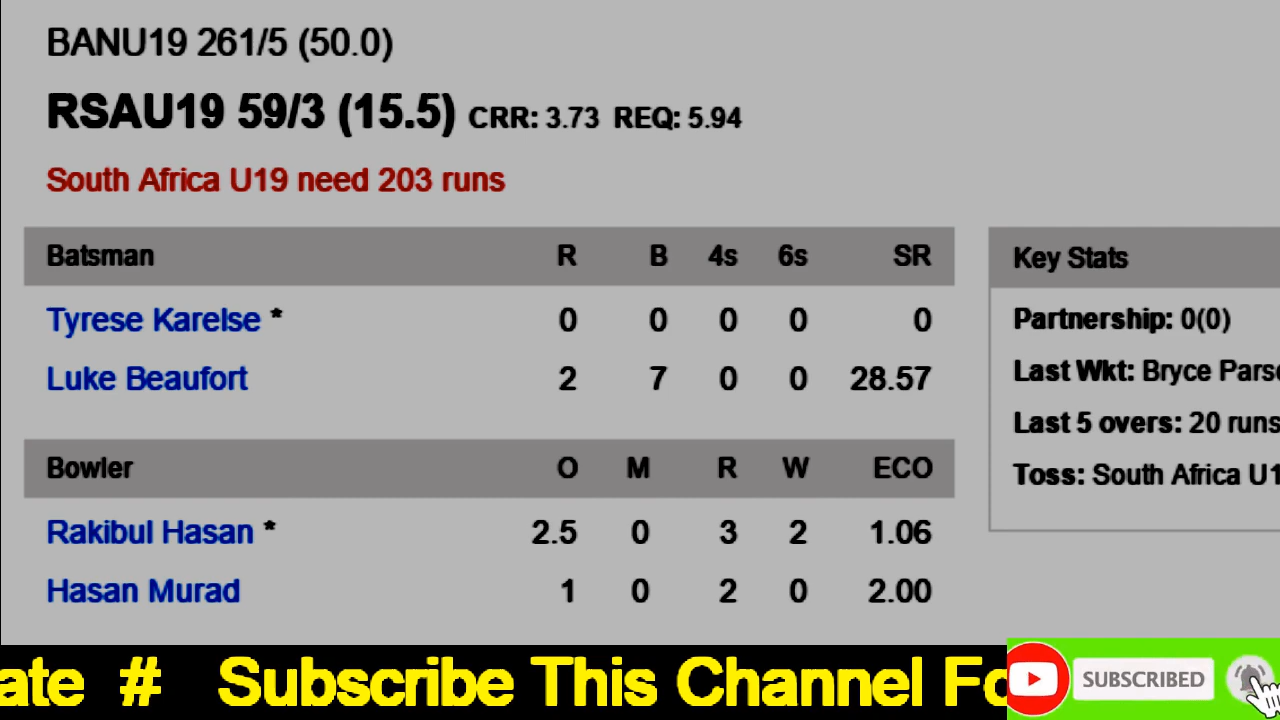 BANU19 261/5 (50.0)
RSAU19 59/3 (15.5) CRR: 3.73 REQ: 5.94
South Africa U19 need 203 runs
Batsman R B 4s 6s SR
Tyrese Karelse * 0 0 0 0 0
Luke Beaufort 2 7 0 0 28.57
Bowler O M R W ECO
Rakibul Hasan * 2.5 0 3 2 1.06
Hasan Murad 1 0 2 0 2.00
Key Stats
Partnership: 0(0)
Last Wkt: Bryce Parso
Last 5 overs: 20 runs
Toss: South Africa U1
ate # Subscribe This Channel Fo
SUBSCRIBED